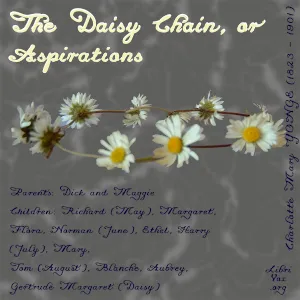 The Daisy Chain, or
Aspirations
Charlotte Mary YONGE (1823 - 1901)
Parents: Dick and Maggie
Children: Richard (May), Margaret,
Flora, Norman (June), Ethel, Harry
(July), Mary,
Tom (August), Blanche, Aubrey,
Gertrude Margaret (Daisy)
Libri
Vox
.org